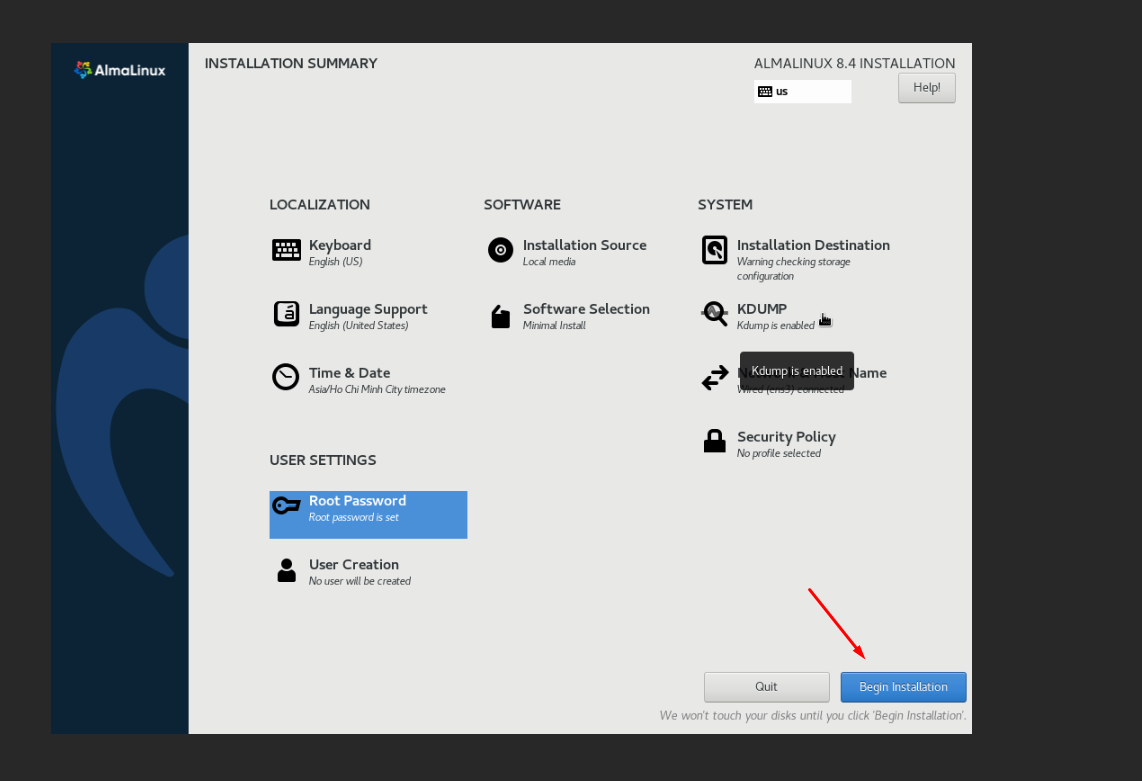 AlmaLinux
INSTALLATION SUMMARY
ALMALINUX 8.4 INSTALLATION
us
Help!
LOCALIZATION
Keyboard
English (US)
Language Support
English (United States)
Time & Date
Asia/Ho Chi Minh City timezone
SOFTWARE
Installation Source
Local media
Software Selection
Minimal Install
SYSTEM
Installation Destination
Warning checking storage
configuration
KDUMP
Kdump is enabled
Kdump is enabled
Name
Wired (ens3) connected
Security Policy
No profile selected
USER SETTINGS
Root Password
Root password is set
User Creation
No user will be created
Quit
Begin Installation
We won't touch your disks until you click 'Begin Installation'.